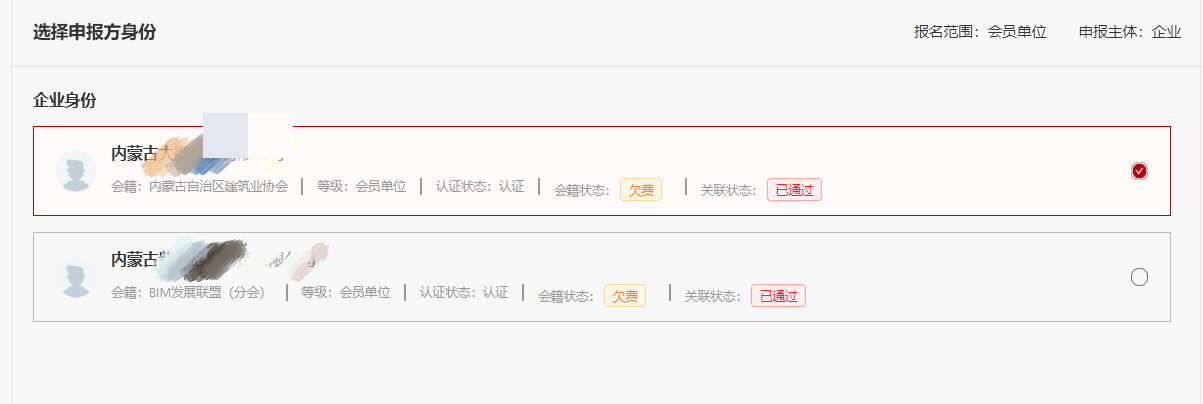 选择申报方身份 报名范围：会员单位 申报主体：企业
企业身份
内蒙古
会籍：内蒙古自治区建筑业协会 等级：会员单位 认证状态：认证 会籍状态：欠费 关联状态：已通过
内蒙古 有限公司
会籍：BIM发展联盟（分会） 等级：会员单位 认证状态：认证 会籍状态：欠费 关联状态：已通过